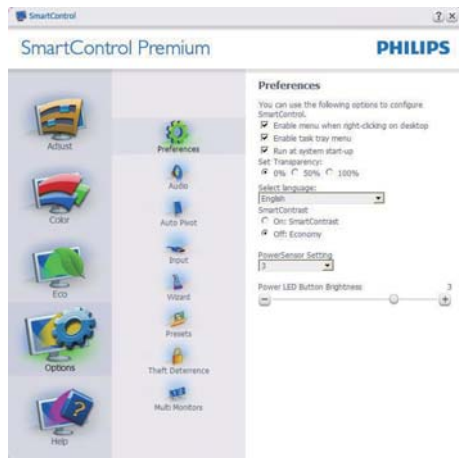 SmartControl
? X
SmartControl Premium
PHILIPS
Adjust
Color
Eco
Options
Help
Preferences
Audio
Auto Pivot
Input
Wizard
Presets
Theft Deterrence
Multi Monitors
Preferences
You can use the following options to configure
SmartControl.
Enable menu when right-clicking on desktop
Enable task tray menu
Run at system start-up
Set Transparency:
0% 50% 100%
Select language:
English
SmartContrast
On: SmartContrast
Off: Economy
PowerSensor Setting
3
Power LED Button Brightness 3